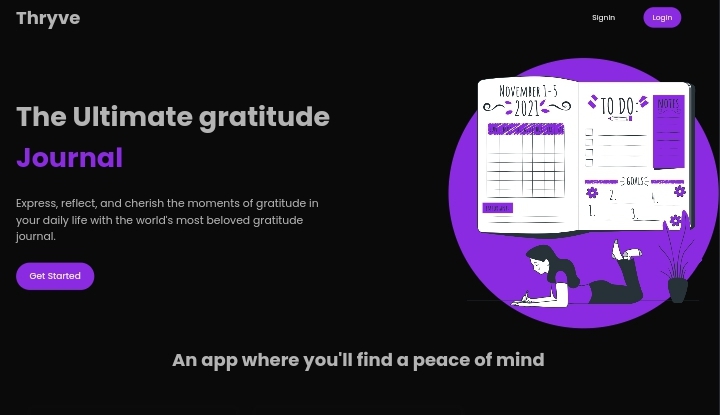 Thryve
Signin
Login
The Ultimate gratitude
Journal
Express, reflect, and cherish the moments of gratitude in
your daily life with the world's most beloved gratitude
journal.
Get Started
November 1-5
2021
TO DO:
NOTES
GOALS
1.
2.
3.
4.
An app where you'll find a peace of mind